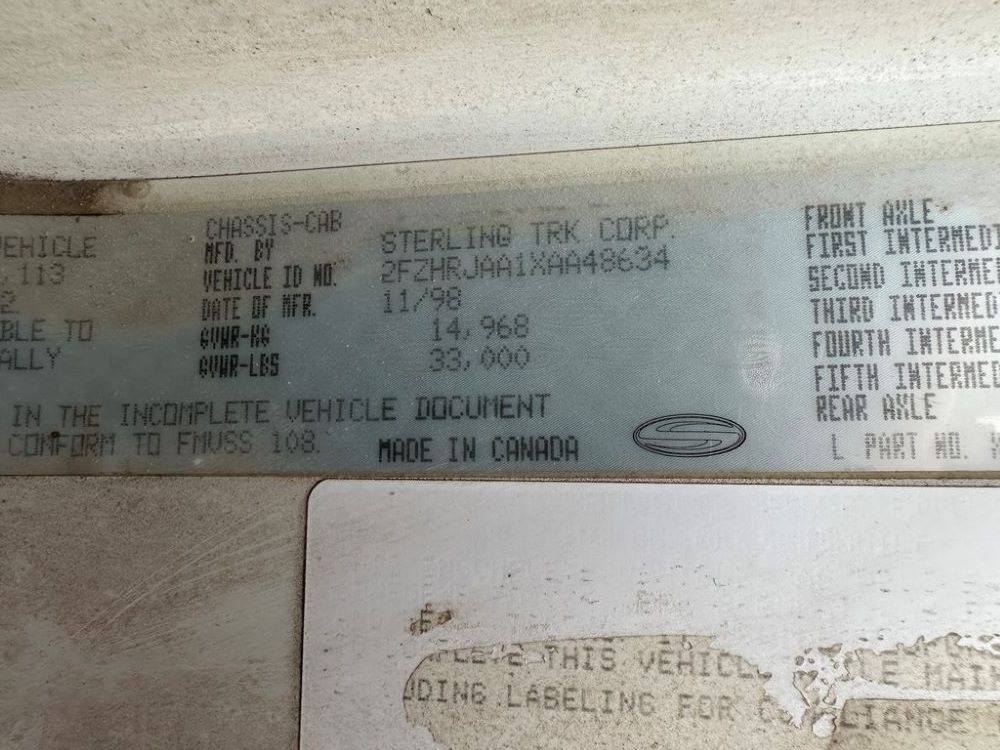 VEHICLE
113
2.
BLE TO
ALLY
CHASSIS-CAB
MFD. BY STERLING TRK CORP.
VEHICLE ID NO. 2FZHRJAA1XAA48634
DATE OF MFR. 11/98
GVWR-KG 14,968
GVWR-LBS 33,000
IN THE INCOMPLETE VEHICLE DOCUMENT
CONFORM TO FMVSS 108.
MADE IN CANADA
FRONT AXLE
FIRST INTERMEDI
SECOND INTERME
THIRD INTERMED
FOURTH INTERME
FIFTH INTERMED
REAR AXLE
L PART NO.
THIS VEHICL
UDING LABELING FOR